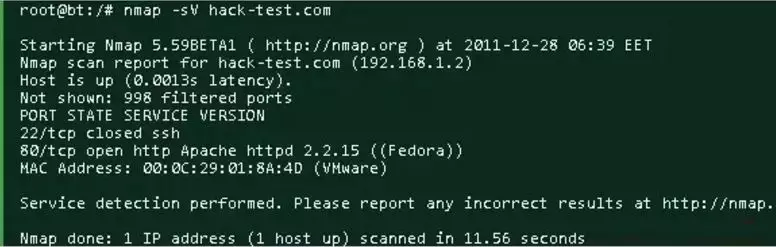 root@bt:/# nmap -sV hack-test.com
Starting Nmap 5.59BETA1 ( http://nmap.org ) at 2011-12-28 06:39 EET
Nmap scan report for hack-test.com (192.168.1.2)
Host is up (0.0013s latency).
Not shown: 998 filtered ports
PORT STATE SERVICE VERSION
22/tcp closed ssh
80/tcp open http Apache httpd 2.2.15 ((Fedora))
MAC Address: 00:0C:29:01:8A:4D (VMware)
Service detection performed. Please report any incorrect results at http://nmap.
Nmap done: 1 IP address (1 host up) scanned in 11.56 seconds